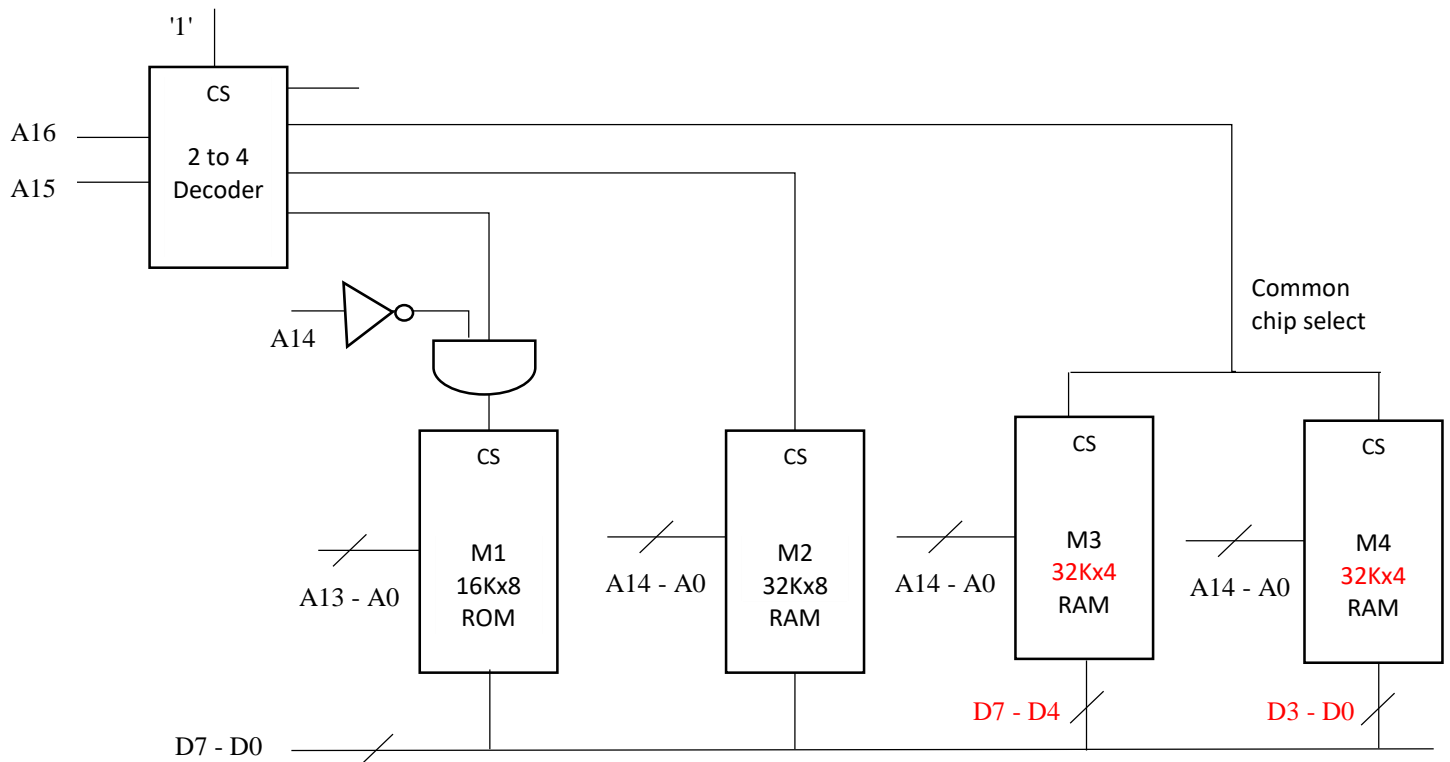 '1'
CS
A16
2 to 4
A15
Decoder
A14
Common
chip select
CS
M1
16Kx8
ROM
A13 - A0
CS
M2
32Kx8
RAM
A14 - A0
CS
M3
32Kx4
RAM
A14 - A0
CS
M4
32Kx4
RAM
A14 - A0
D7 - D4
D3 - D0
D7 - D0